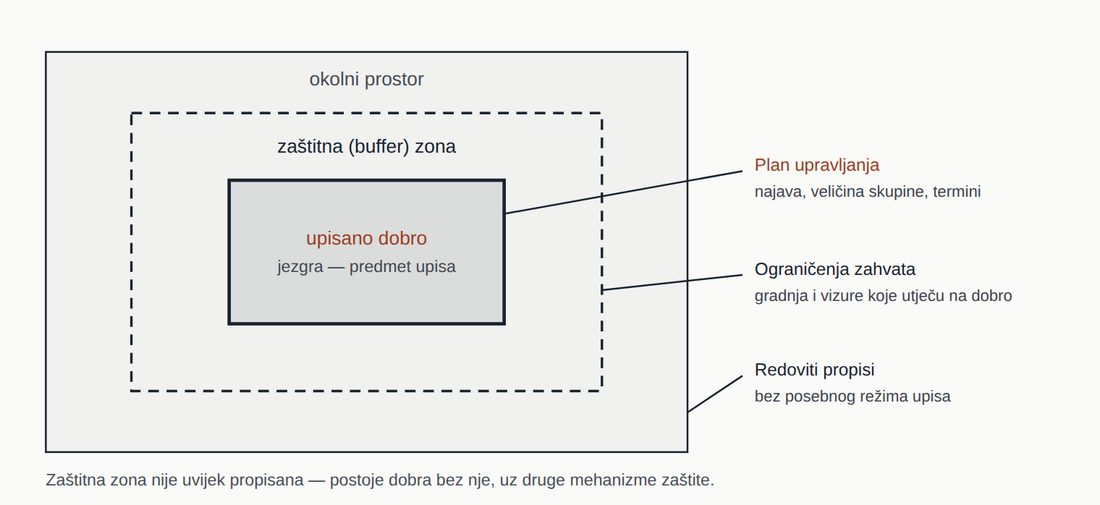 okolni prostor
zaštitna (buffer) zona
upisano dobro
jezgra — predmet upisa
Plan upravljanja
najava, veličina skupine, termini
Ograničenja zahvata
gradnja i vizure koje utječu na dobro
Redoviti propisi
bez posebnog režima upisa
Zaštitna zona nije uvijek propisana — postoje dobra bez nje, uz druge mehanizme zaštite.